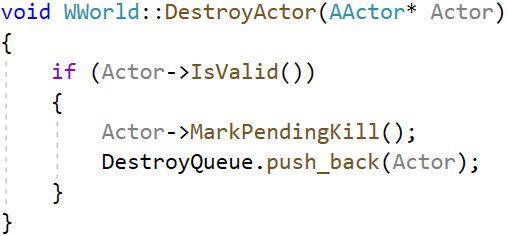 void WWorld::DestroyActor(AActor* Actor)
{
    if (Actor->IsValid())
    {
        Actor->MarkPendingKill();
        DestroyQueue.push_back(Actor);
    }
}